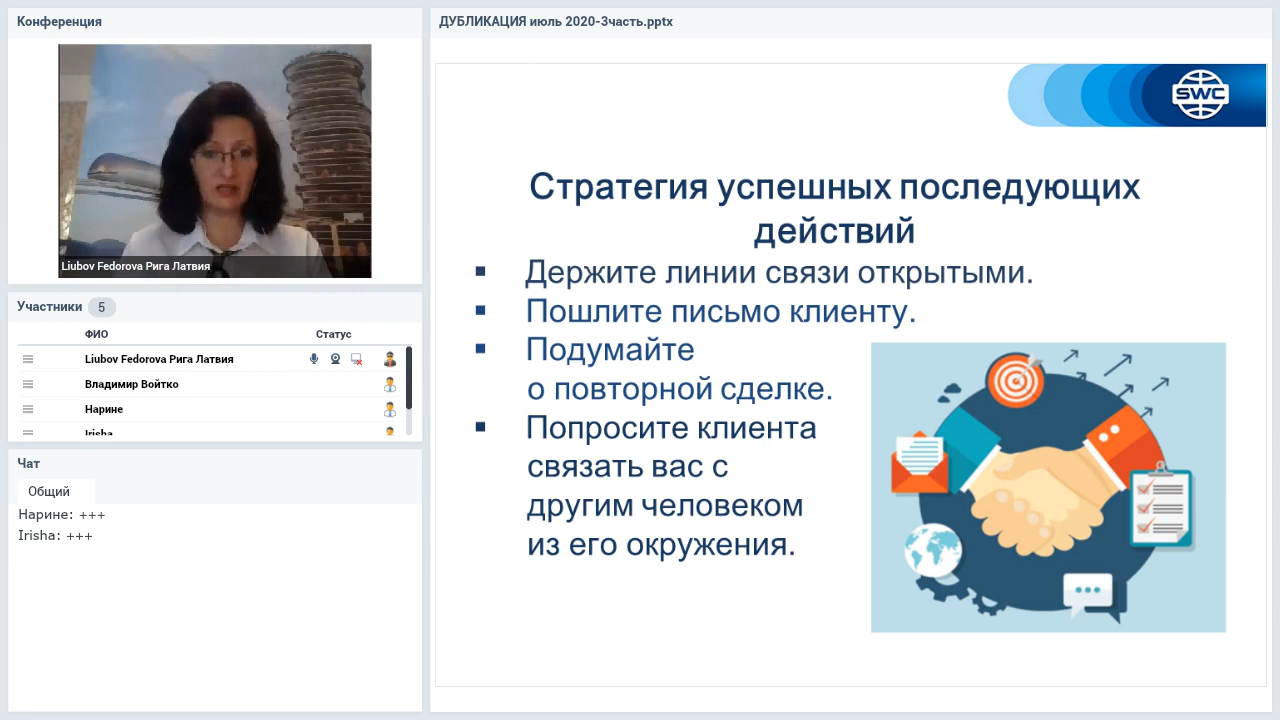 Конференция
Liubov Fedorova Рига Латвия
Участники 5
ФИО Статус
Liubov Fedorova Рига Латвия
Владимир Войтко
Нарине
Irisha
Чат
Общий
Нарине: +++
Irisha: +++
ДУБЛИКАЦИЯ июль 2020-3часть.pptx
SWC
Стратегия успешных последующих
действий
▪ Держите линии связи открытыми.
▪ Пошлите письмо клиенту.
▪ Подумайте
о повторной сделке.
▪ Попросите клиента
связать вас с
другим человеком
из его окружения.